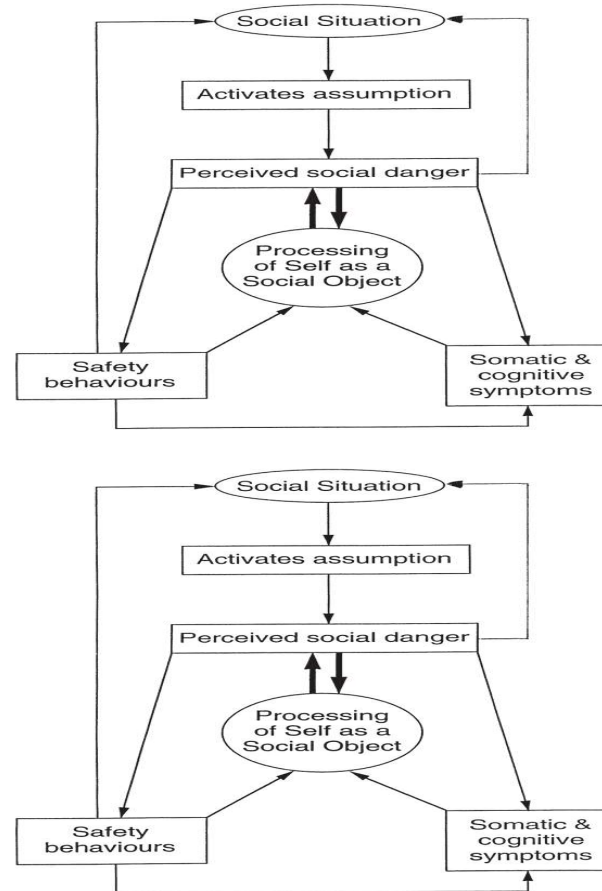 Social Situation
Activates assumption
Perceived social danger
Processing
of Self as a
Social Object
Safety
behaviours
Somatic &
cognitive
symptoms
Social Situation
Activates assumption
Perceived social danger
Processing
of Self as a
Social Object
Safety
behaviours
Somatic &
cognitive
symptoms